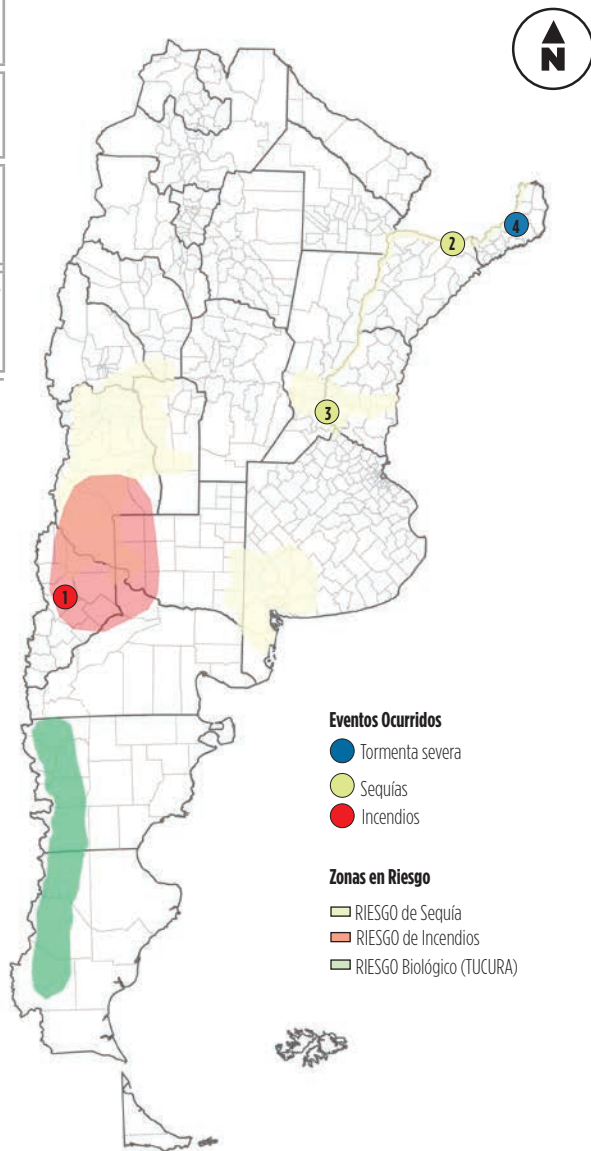 N
4
2
3
1
Eventos Ocurridos
Tormenta severa
Sequías
Incendios
Zonas en Riesgo
RIESGO de Sequía
RIESGO de Incendios
RIESGO Biológico (TUCURA)